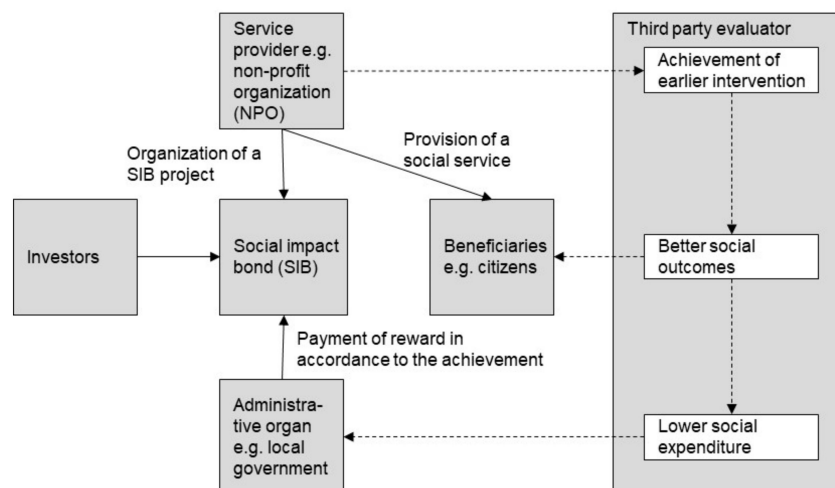 Service
provider e.g.
non-profit
organization
(NPO)
Third party evaluator
Achievement of
earlier intervention
Organization of a
SIB project
Provision of a
social service
Investors
Social impact
bond (SIB)
Beneficiaries
e.g. citizens
Better social
outcomes
Payment of reward in
accordance to the achievement
Administra-
tive organ
e.g. local
government
Lower social
expenditure